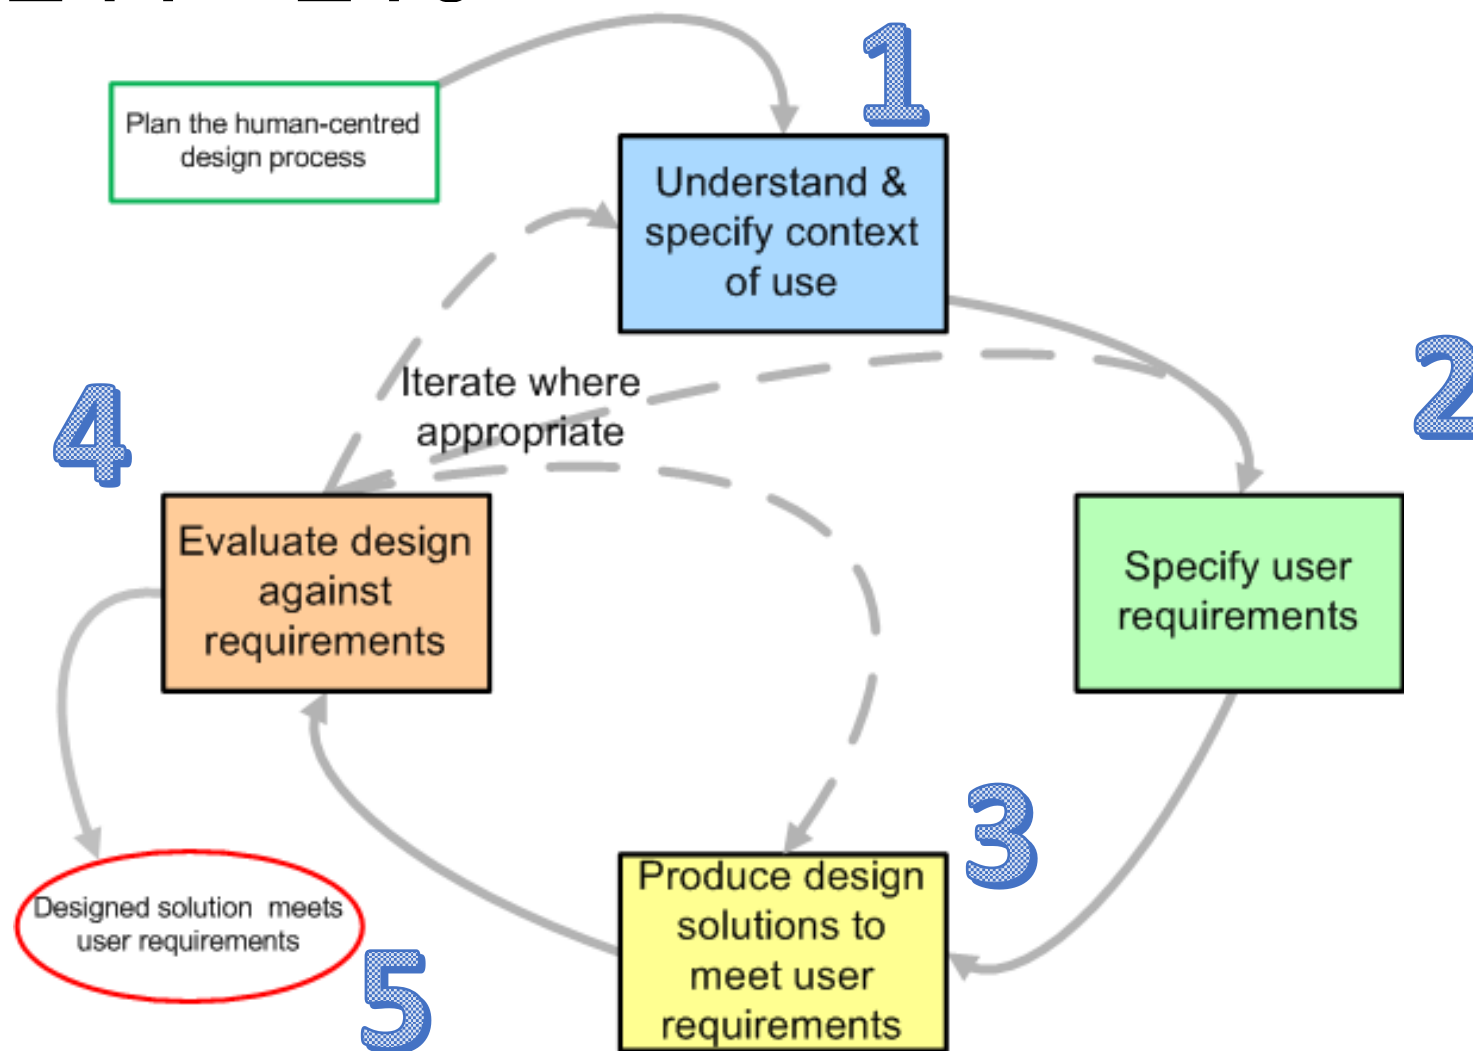 1
Plan the human-centred
design process
Understand &
specify context
of use
2
Iterate where
appropriate
4
Evaluate design
against
requirements
Specify user
requirements
3
Produce design
solutions to
meet user
requirements
Designed solution meets
user requirements
5